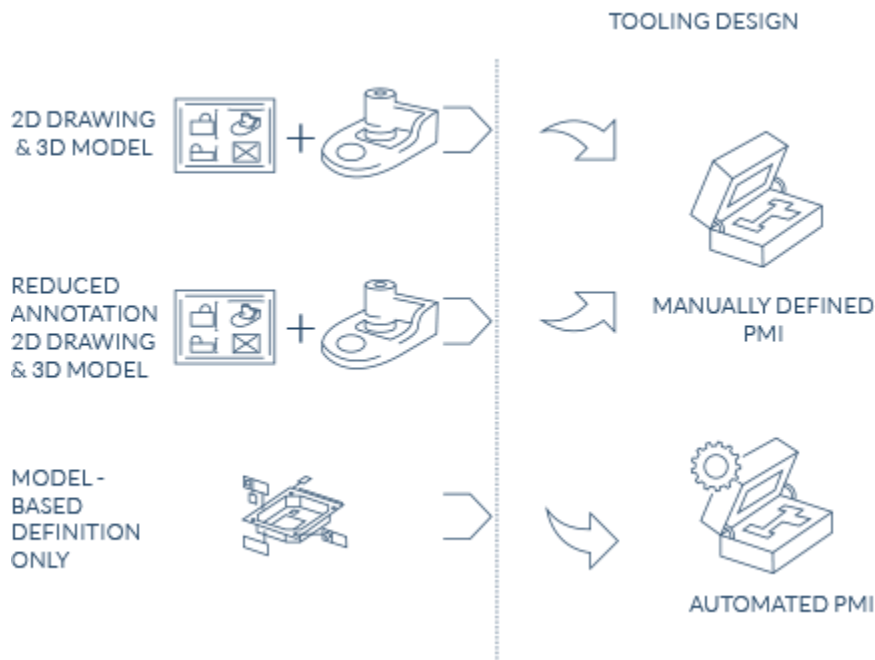 TOOLING DESIGN
2D DRAWING
& 3D MODEL
REDUCED
ANNOTATION
2D DRAWING
& 3D MODEL
MANUALLY DEFINED
PMI
MODEL -
BASED
DEFINITION
ONLY
AUTOMATED PMI